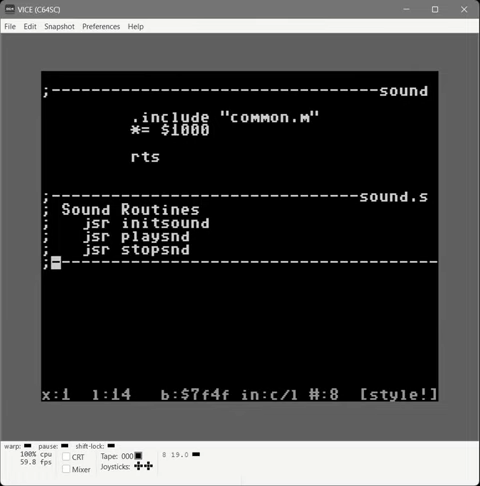 VICE (C64SC)
File Edit Snapshot Preferences Help
;---------------------------------sound
.include "common.m"
*= $1000
rts
;-------------------------------sound.s
; Sound Routines
;   jsr initsound
;   jsr playsnd
;   jsr stopsnd
;---------------------------------------
x:1  l:14   b:$7f4f in:c/l #:8  [style!]
warp: pause: shift-lock:
100% cpu
59.8 fps
CRT
Mixer
Tape: 000
Joysticks:
8 19.0